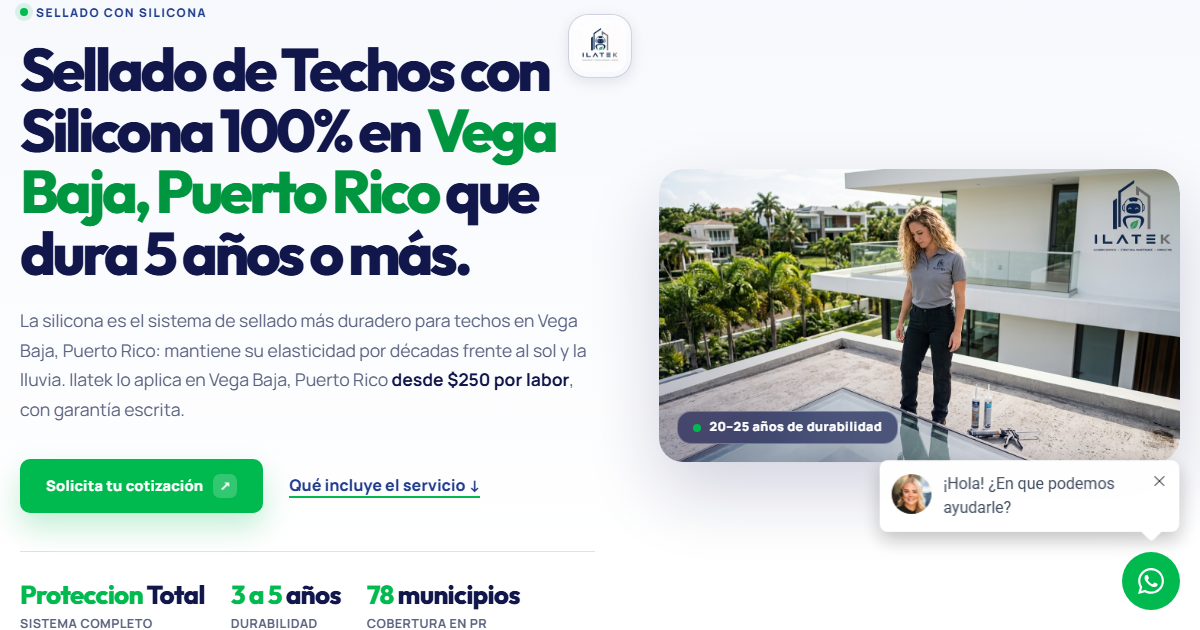 SELLADO CON SILICONA
ILATEK
Sellado de Techos con
Silicona 100% en Vega
Baja, Puerto Rico que
dura 5 años o más.
La silicona es el sistema de sellado más duradero para techos en Vega
Baja, Puerto Rico: mantiene su elasticidad por décadas frente al sol y la
lluvia. Ilatek lo aplica en Vega Baja, Puerto Rico desde $250 por labor,
con garantía escrita.
Solicita tu cotización ↗
Qué incluye el servicio ↓
ILATEK
20–25 años de durabilidad
¡Hola! ¿En que podemos
ayudarle?
Proteccion Total
SISTEMA COMPLETO
3 a 5 años
DURABILIDAD
78 municipios
COBERTURA EN PR